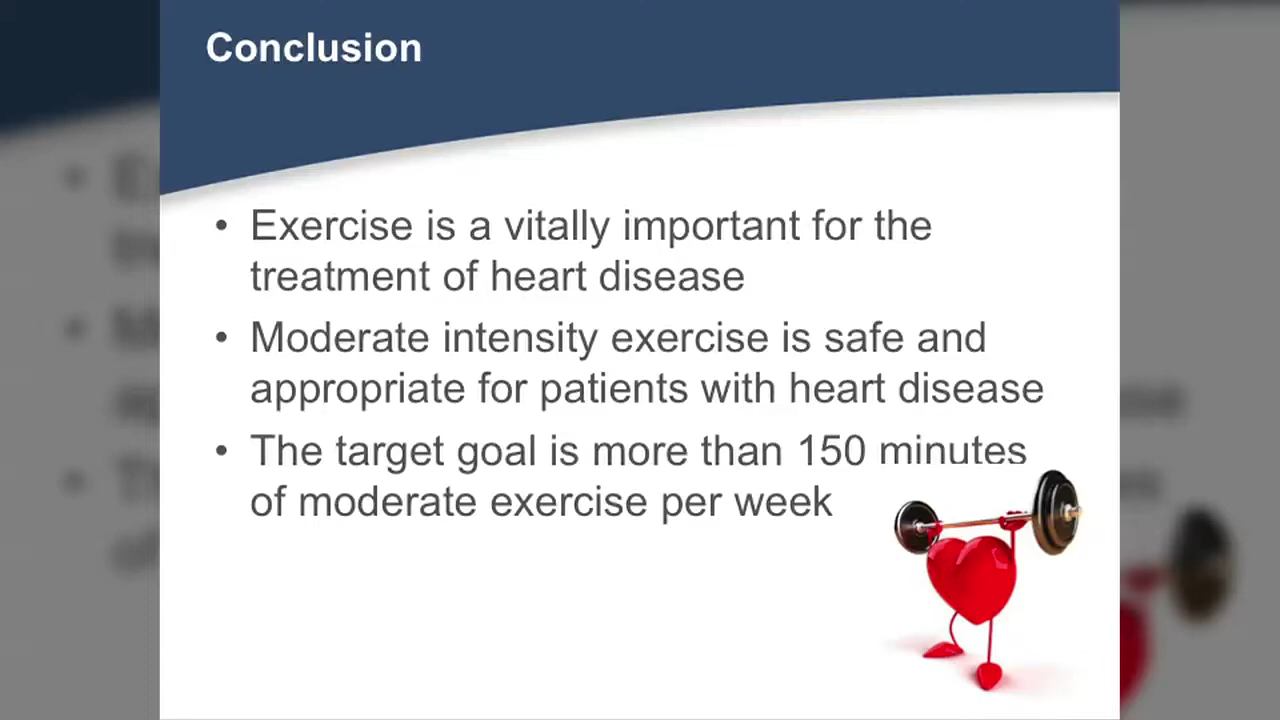 Conclusion
• Exercise is a vitally important for the
treatment of heart disease
• Moderate intensity exercise is safe and
appropriate for patients with heart disease
• The target goal is more than 150 minutes
of moderate exercise per week